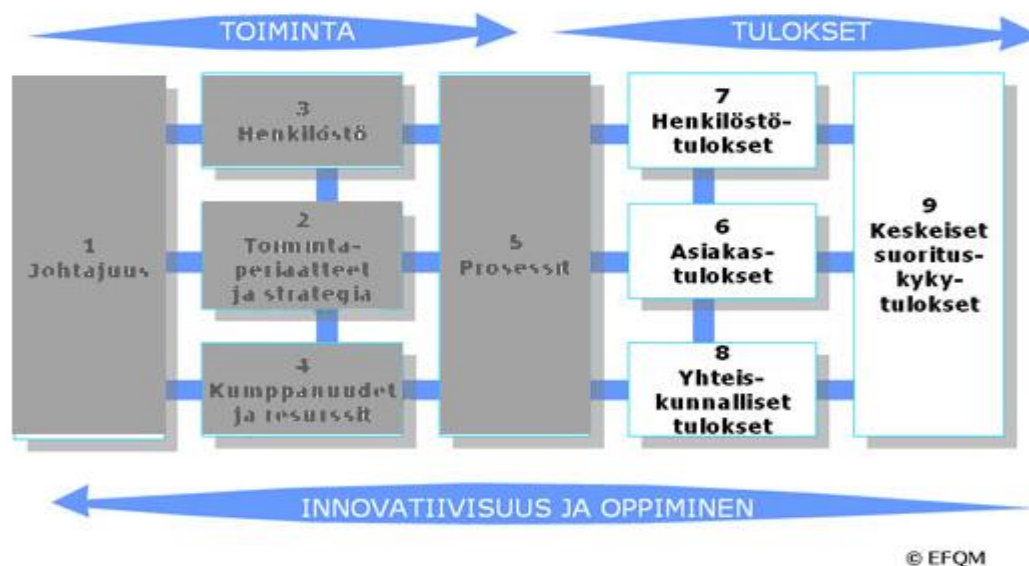 TOIMINTA
TULOKSET
1
Johtajuus
3
Henkilöstö
2
Toiminta-
periaatteet
ja strategia
4
Kumppanuudet
ja resurssit
5
Prosessit
7
Henkilöstö-
tulokset
6
Asiakas-
tulokset
8
Yhteis-
kunnalliset
tulokset
9
Keskeiset
suoritus-
kyky-
tulokset
INNOVATIIVISUUS JA OPPIMINEN
© EFQM